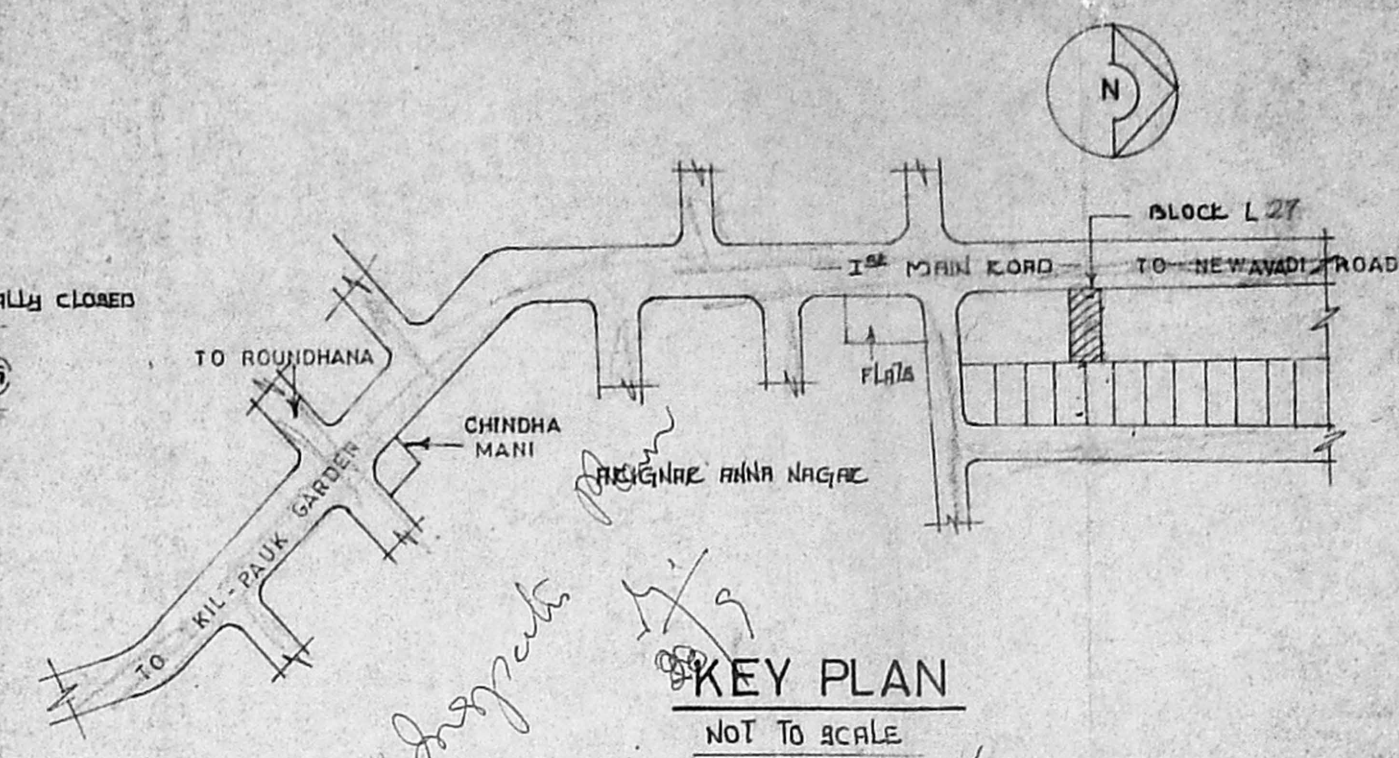 N
BLOCK L 27
Ist MAIN ROAD
TO NEWAVADI ROAD
ALLY CLOSED
TO ROUNDHANA
FLATS
CHINDHA
MANI
ARIGNAR ANNA NAGAR
TO KIL-PAUK GARDEN
KEY PLAN
NOT TO SCALE